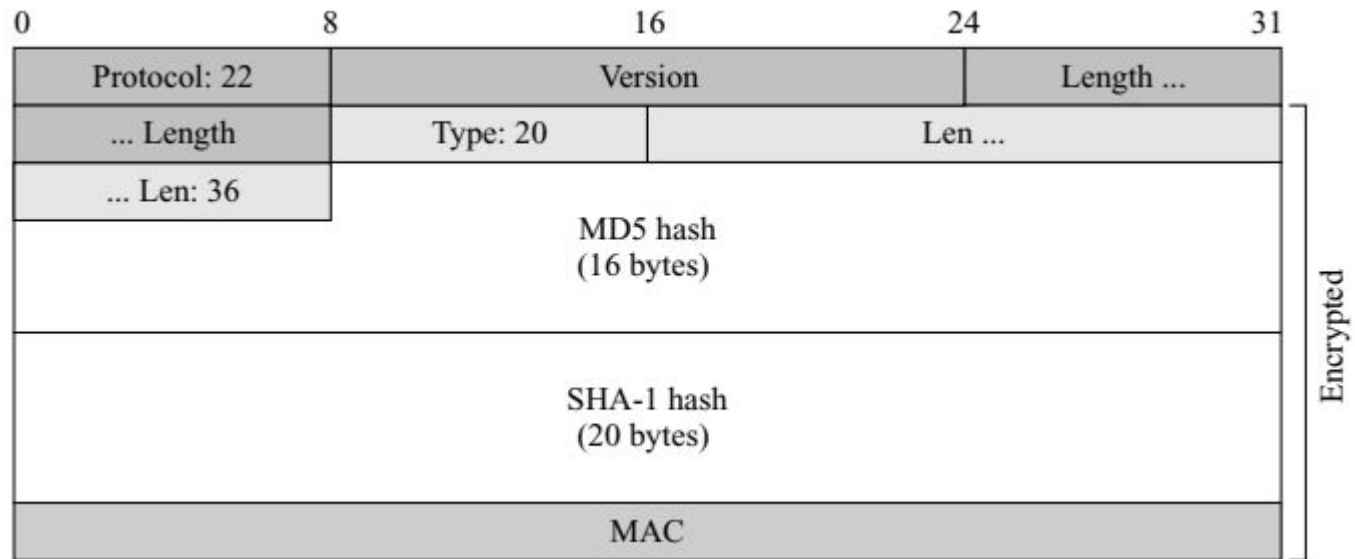 0 8 16 24 31
Protocol: 22 Version Length ...
... Length Type: 20 Len ...
... Len: 36
MD5 hash
(16 bytes)
SHA-1 hash
(20 bytes)
MAC
Encrypted